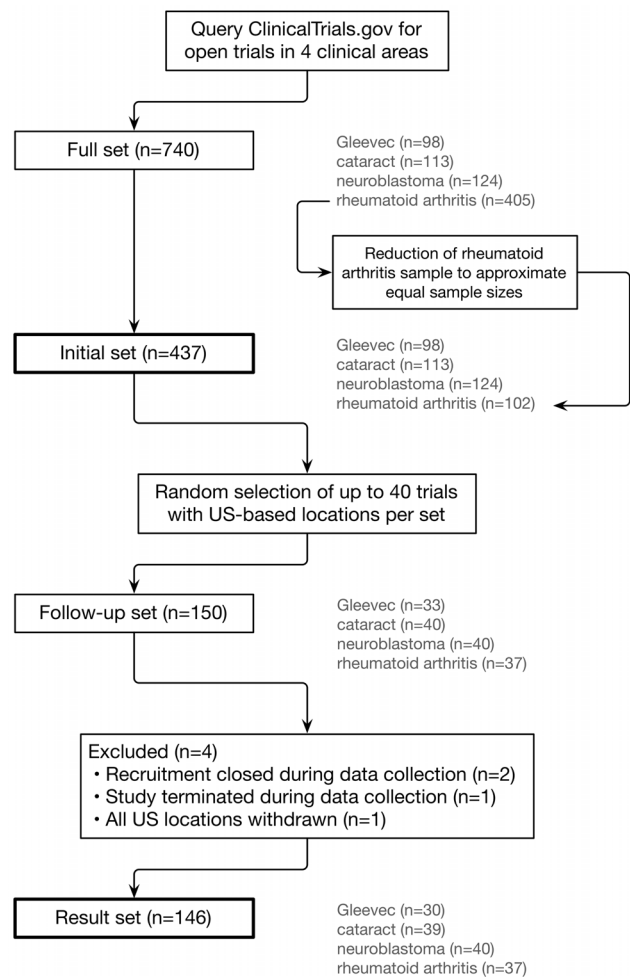 Query ClinicalTrials.gov for
open trials in 4 clinical areas
Full set (n=740)
Gleevec (n=98)
cataract (n=113)
neuroblastoma (n=124)
rheumatoid arthritis (n=405)
Reduction of rheumatoid
arthritis sample to approximate
equal sample sizes
Initial set (n=437)
Gleevec (n=98)
cataract (n=113)
neuroblastoma (n=124)
rheumatoid arthritis (n=102)
Random selection of up to 40 trials
with US-based locations per set
Follow-up set (n=150)
Gleevec (n=33)
cataract (n=40)
neuroblastoma (n=40)
rheumatoid arthritis (n=37)
Excluded (n=4)
• Recruitment closed during data collection (n=2)
• Study terminated during data collection (n=1)
• All US locations withdrawn (n=1)
Result set (n=146)
Gleevec (n=30)
cataract (n=39)
neuroblastoma (n=40)
rheumatoid arthritis (n=37)